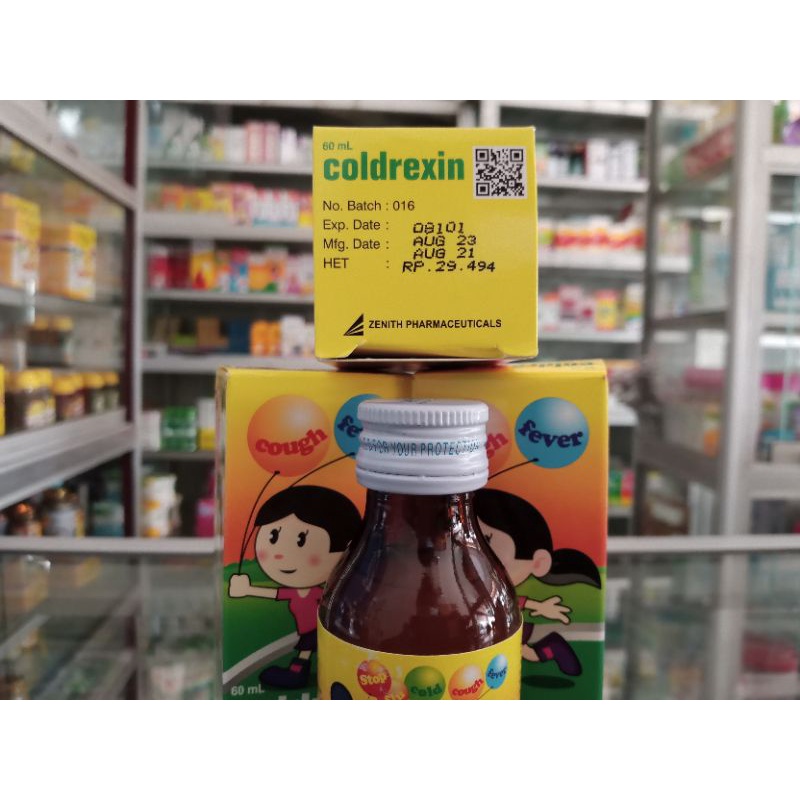 60 mL
coldrexin
No. Batch : 016
08101
Exp. Date : AUG 23
Mfg. Date : AUG 21
HET : RP.29.494
ZENITH PHARMACEUTICALS
cough
fever
FOR YOUR PROTECTION
Stop
cold
cough
fever
60 mL